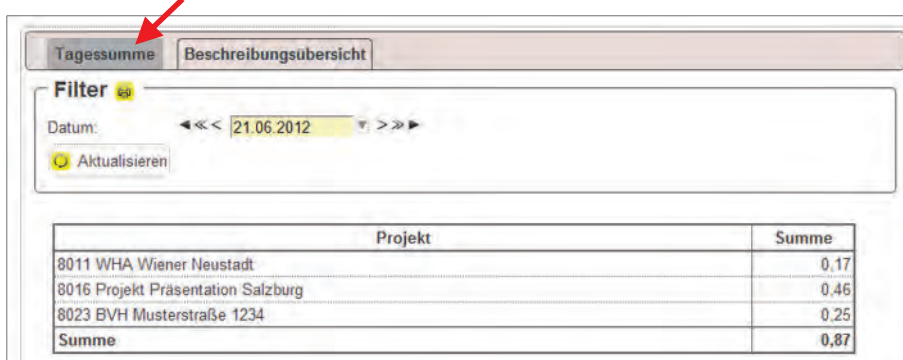 Tagessumme Beschreibungsübersicht
Filter
Datum: ◄ ≪ < 21.06.2012 ▼ > ≫ ►
Aktualisieren
Projekt Summe
8011 WHA Wiener Neustadt 0,17
8016 Projekt Präsentation Salzburg 0,46
8023 BVH Musterstraße 1234 0,25
Summe 0,87